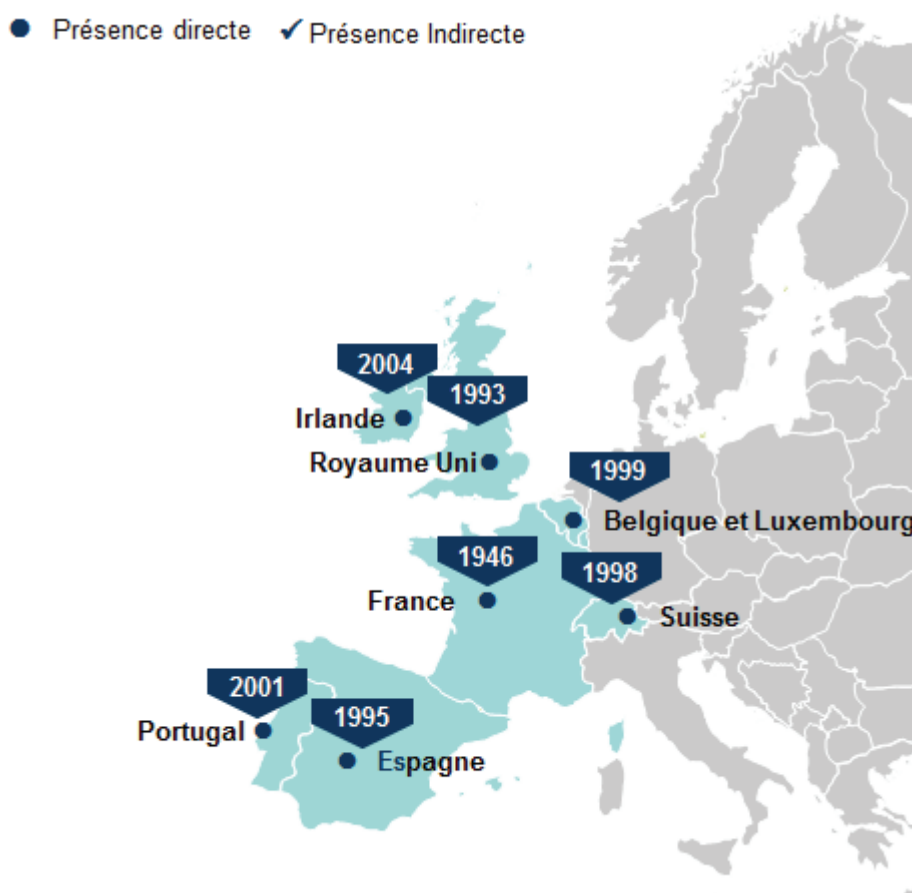 Présence directe
Présence Indirecte
2004
1993
Irlande
Royaume Uni
1999
Belgique et Luxembourg
1946
1998
France
Suisse
2001
1995
Portugal
Espagne